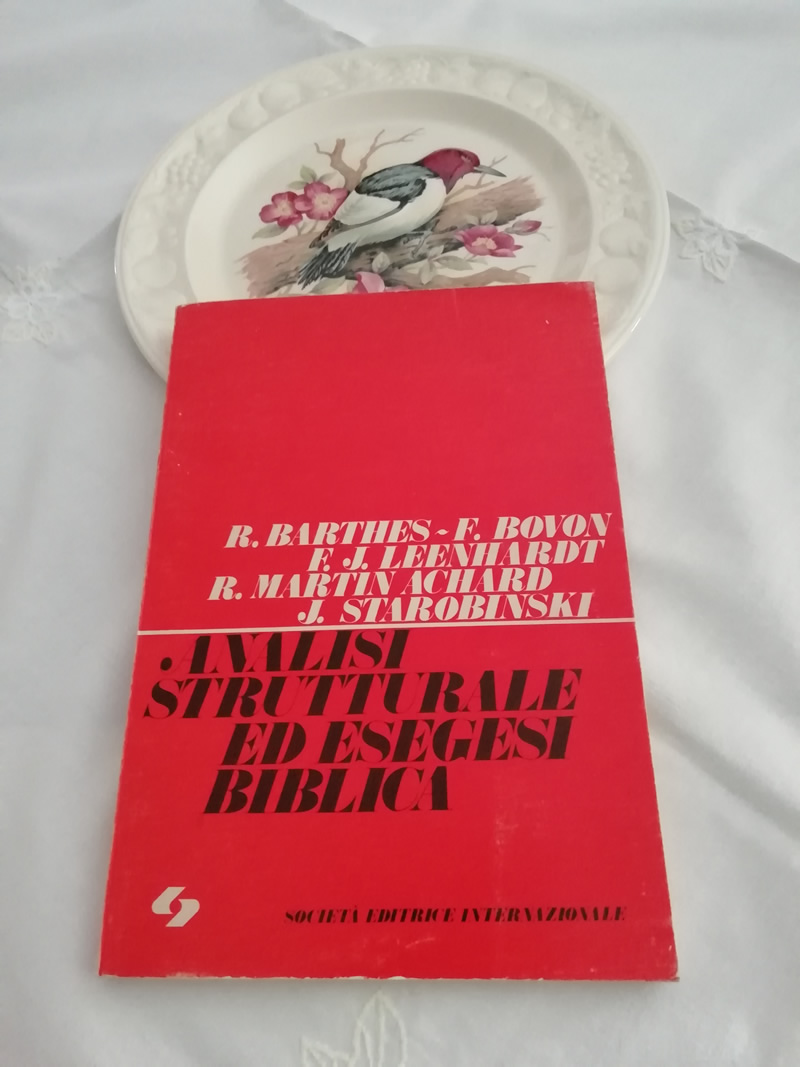 R. BARTHES ~ F. BOVON
F. J. LEENHARDT
R. MARTIN ACHARD
J. STAROBINSKI
ANALISI
STRUTTURALE
ED ESEGESI
BIBLICA
SOCIETÀ EDITRICE INTERNAZIONALE